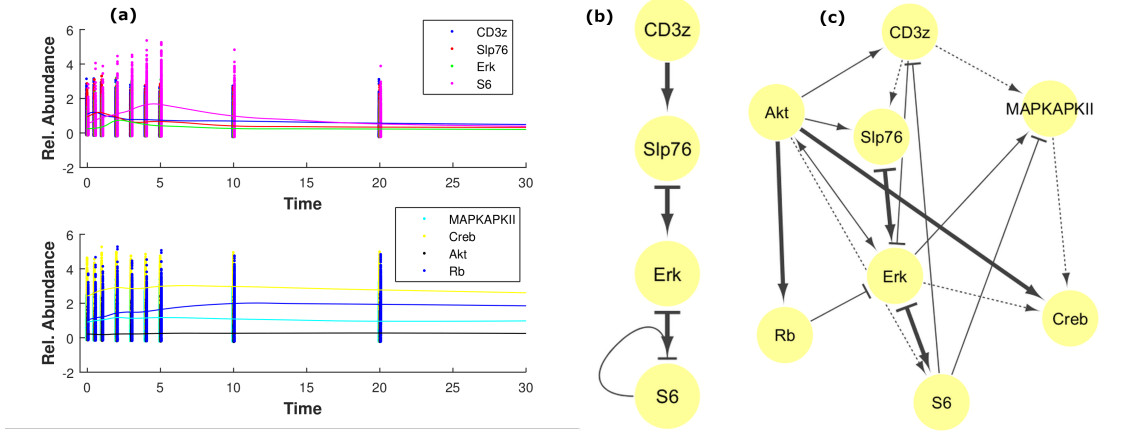 (a)
6
4
2
0
-2
Rel. Abundance
0
5
10
15
20
25
30
Time
CD3z
Slp76
Erk
S6
6
4
2
0
-2
Rel. Abundance
0
5
10
15
20
25
30
Time
MAPKAPKII
Creb
Akt
Rb
(b)
CD3z
Slp76
Erk
S6
(c)
CD3z
Akt
MAPKAPKII
Slp76
Erk
Rb
Creb
S6